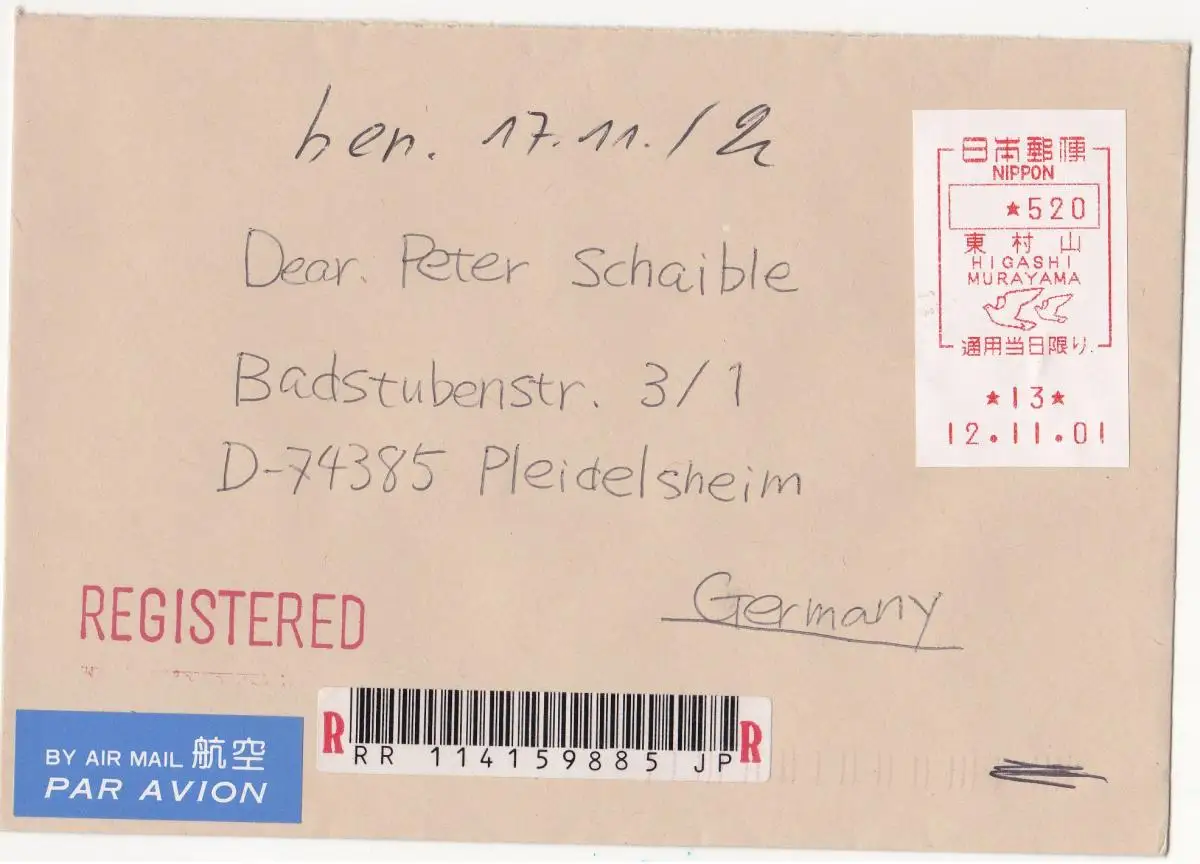 ben. 17.11./2h
Dear. Peter Schaible
Badstubenstr. 3/1
D-74385 Pleidelsheim
Germany
日本郵便
NIPPON
★520
東村山
HIGASHI
MURAYAMA
通用当日限り.
★13★
12.11.01
REGISTERED
BY AIR MAIL 航空
PAR AVION
R R
RR 114159885 JP